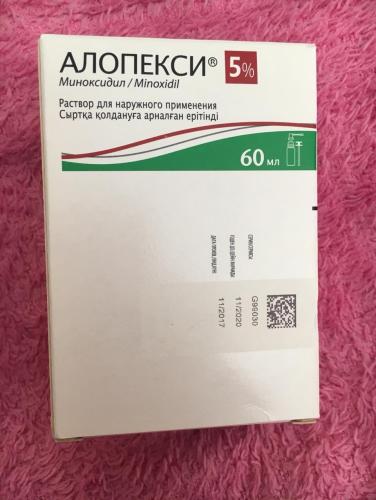 АЛОПЕКСИ® 5%
Миноксидил / Minoxidil
Раствор для наружного применения
Сыртқа қолдануға арналған ерітінді
60 мл
G96030
11/2020
11/2017